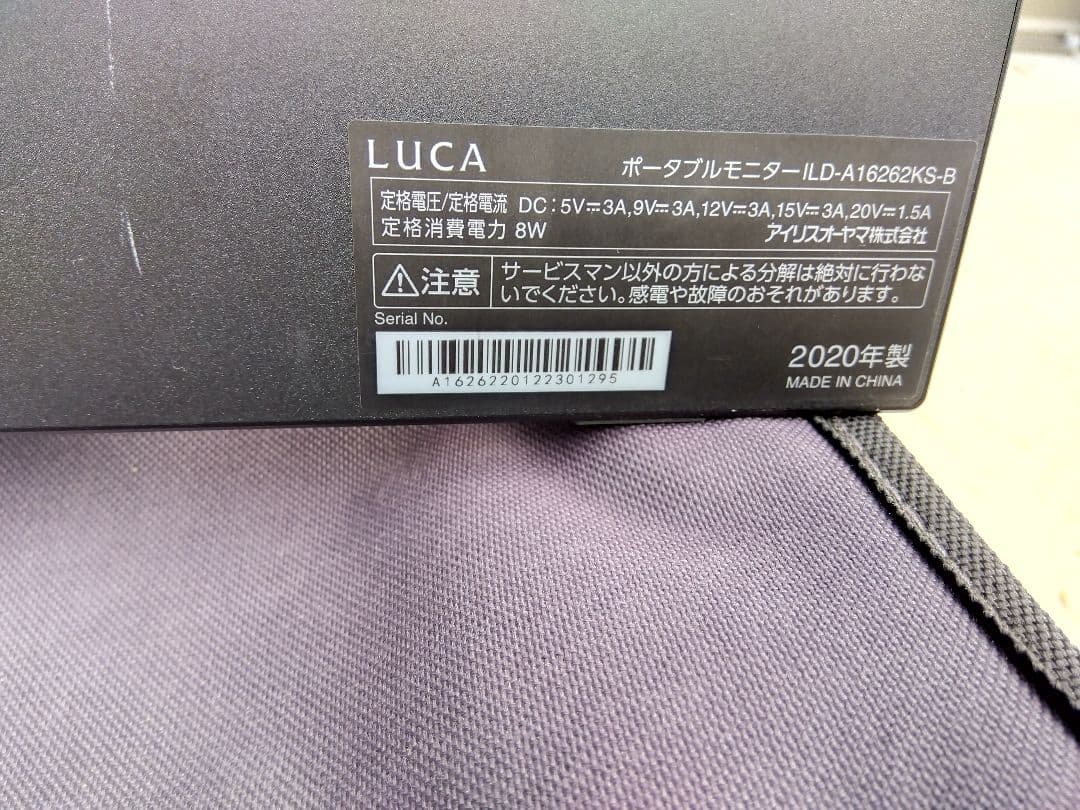 LUCA
ポータブルモニターILD-A16262KS-B
定格電圧/定格電流 DC:5V⎓3A,9V⎓3A,12V⎓3A,15V⎓3A,20V⎓1.5A
定格消費電力 8W
アイリスオーヤマ株式会社
注意
サービスマン以外の方による分解は絶対に行わな
いでください。感電や故障のおそれがあります。
Serial No.
A1626220122301295
2020年製
MADE IN CHINA